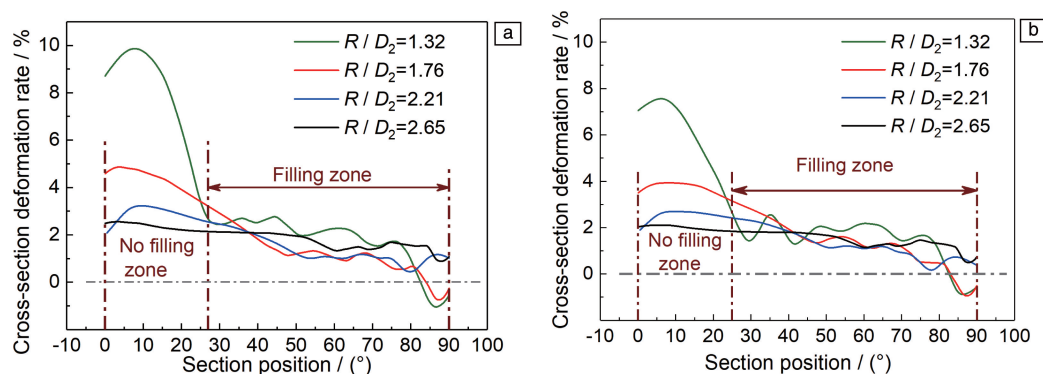 a
Cross-section deformation rate / %
10
8
6
4
2
0
R / D2=1.32
R / D2=1.76
R / D2=2.21
R / D2=2.65
Filling zone
No filling
zone
-10 0 10 20 30 40 50 60 70 80 90 100
Section position / (°)
b
Cross-section deformation rate / %
10
8
6
4
2
0
R / D2=1.32
R / D2=1.76
R / D2=2.21
R / D2=2.65
Filling zone
No filling
zone
-10 0 10 20 30 40 50 60 70 80 90 100
Section position / (°)